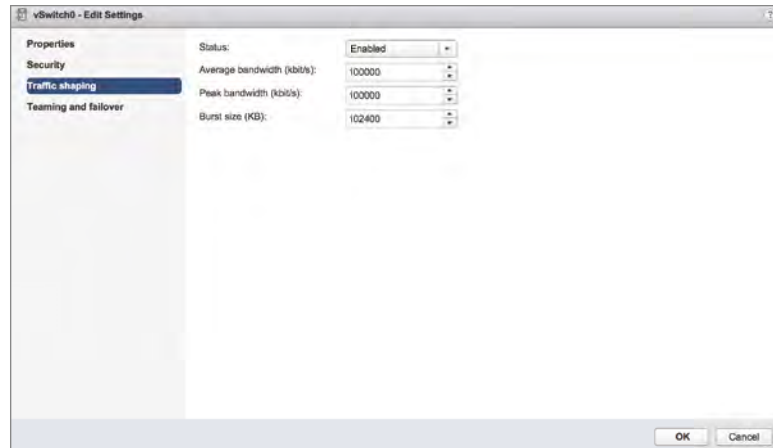 vSwitch0 - Edit Settings
?
Properties
Security
Traffic shaping
Teaming and failover
Status: Enabled
Average bandwidth (kbit/s): 100000
Peak bandwidth (kbit/s): 100000
Burst size (KB): 102400
OK Cancel